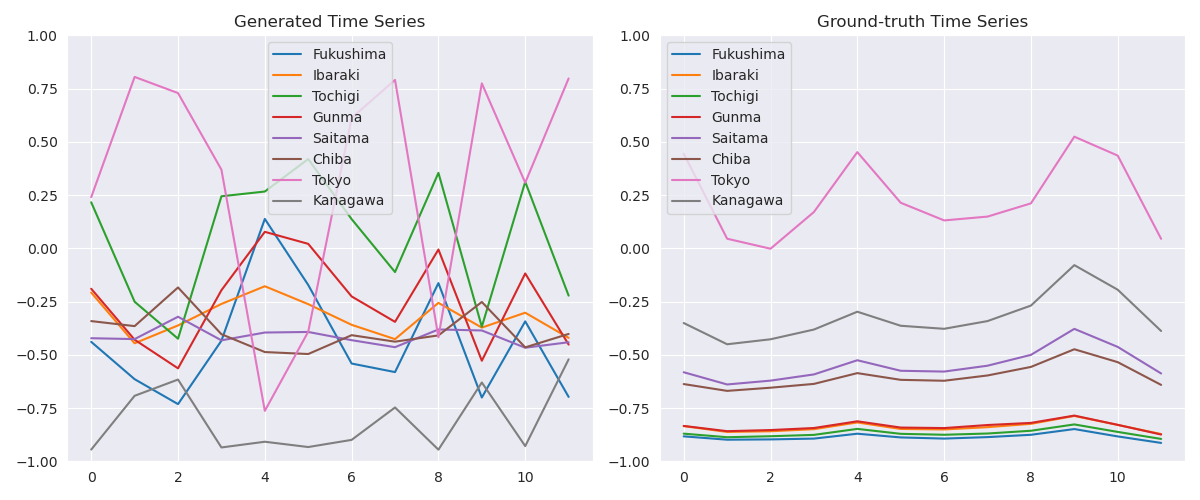 Generated Time Series
1.00
0.75
0.50
0.25
0.00
−0.25
−0.50
−0.75
−1.00
0 2 4 6 8 10
Fukushima
Ibaraki
Tochigi
Gunma
Saitama
Chiba
Tokyo
Kanagawa
Ground-truth Time Series
1.00
0.75
0.50
0.25
0.00
−0.25
−0.50
−0.75
−1.00
0 2 4 6 8 10
Fukushima
Ibaraki
Tochigi
Gunma
Saitama
Chiba
Tokyo
Kanagawa